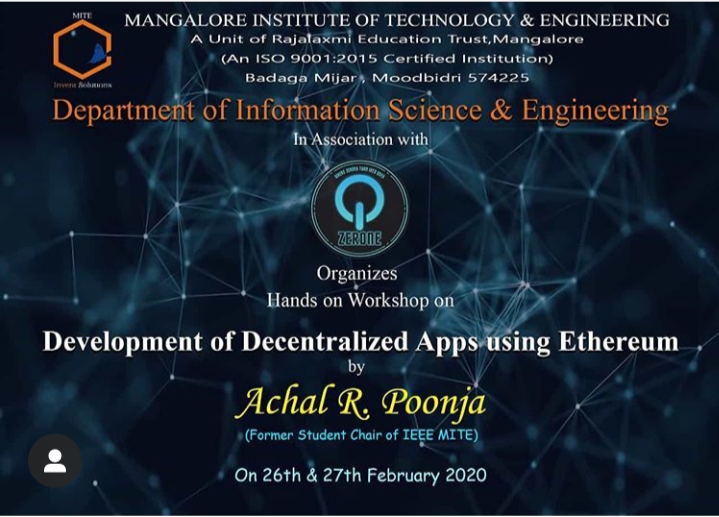 MITE
Invent Solutions
MANGALORE INSTITUTE OF TECHNOLOGY & ENGINEERING
A Unit of Rajalaxmi Education Trust,Mangalore
(An ISO 9001:2015 Certified Institution)
Badaga Mijar, Moodbidri 574225
Department of Information Science & Engineering
In Association with
ZERONE
Organizes
Hands on Workshop on
Development of Decentralized Apps using Ethereum
by
Achal R. Poonja
(Former Student Chair of IEEE MITE)
On 26th & 27th February 2020